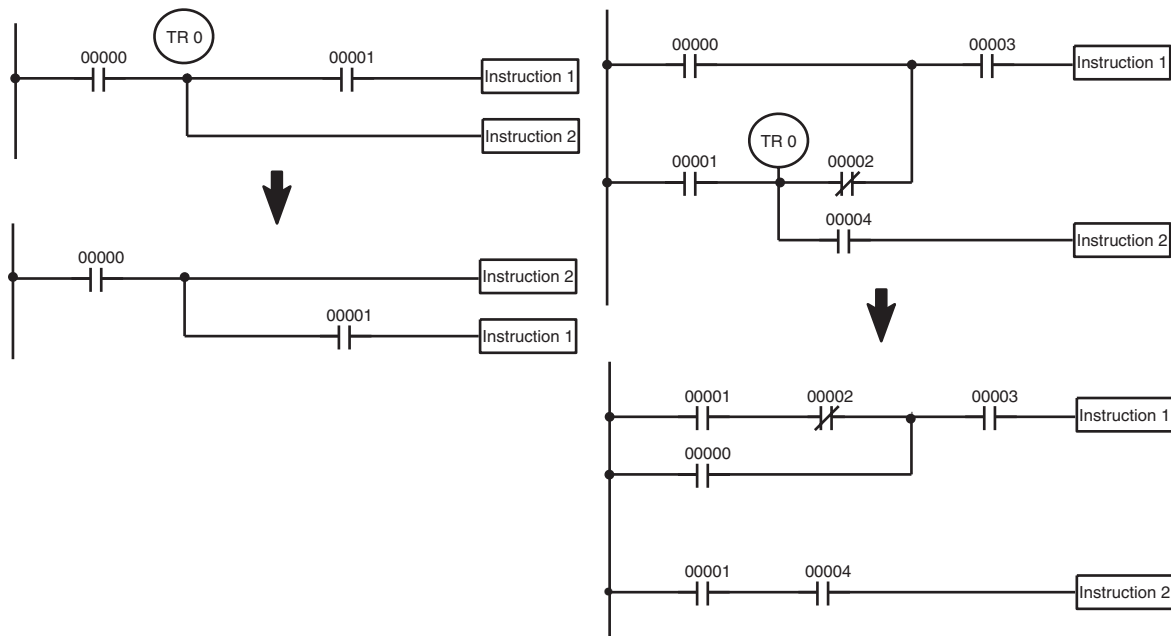 TR 0
00000
00001
Instruction 1
Instruction 2
00000
Instruction 2
00001
Instruction 1
00000
00003
Instruction 1
TR 0
00001
00002
00004
Instruction 2
00001
00002
00003
Instruction 1
00000
00001
00004
Instruction 2